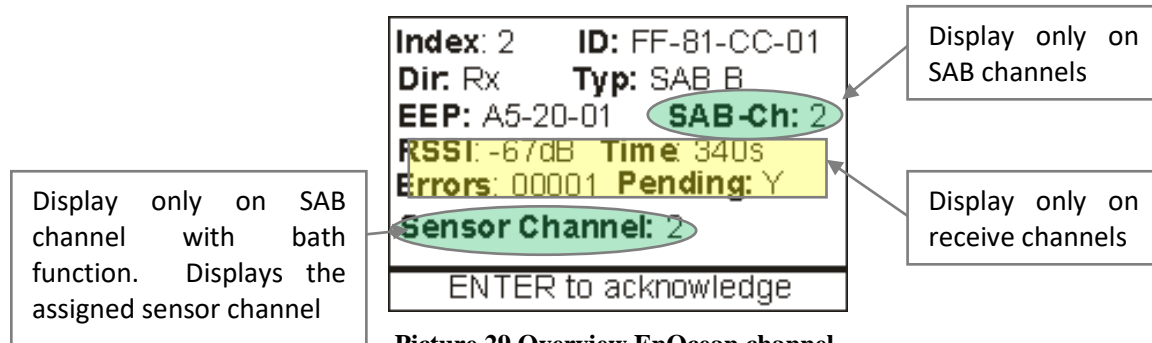 Index: 2 ID: FF-81-CC-01
Dir: Rx Typ: SAB B
EEP: A5-20-01 SAB-Ch: 2
RSSI: -67dB Time: 340s
Errors: 00001 Pending: Y
Sensor Channel: 2
ENTER to acknowledge
Display only on
SAB channels
Display only on
receive channels
Display only on SAB
channel with bath
function. Displays the
assigned sensor channel
Picture 29 Overview EnOcean channel